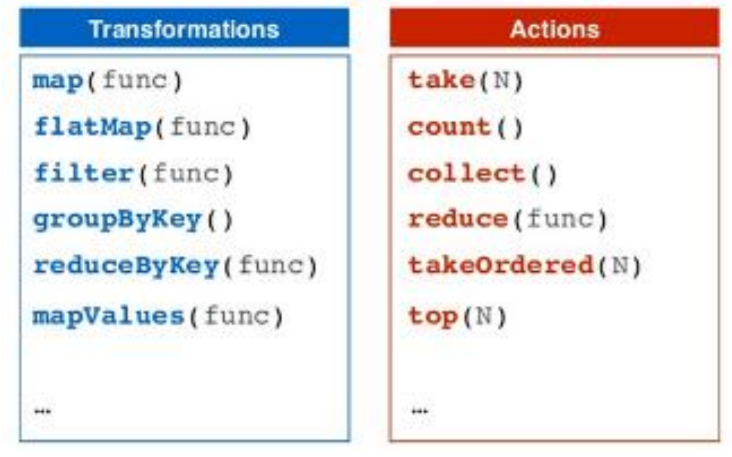 Transformations
map(func)
flatMap(func)
filter(func)
groupByKey()
reduceByKey(func)
mapValues(func)
…
Actions
take(N)
count()
collect()
reduce(func)
takeOrdered(N)
top(N)
…